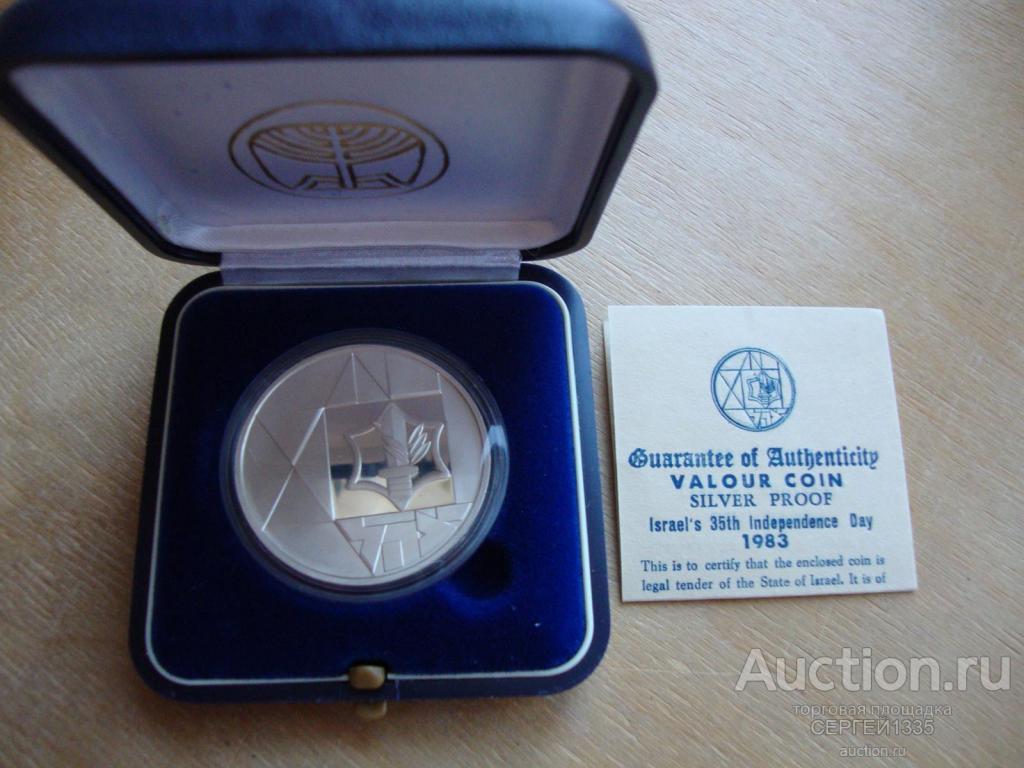 Guarantee of Authenticity
VALOUR COIN
SILVER PROOF
Israel's 35th Independence Day
1983
This is to certify that the enclosed coin is
legal tender of the State of Israel. It is of
Auction.ru
торговая площадка
СЕРГЕЙ1335
auction.ru